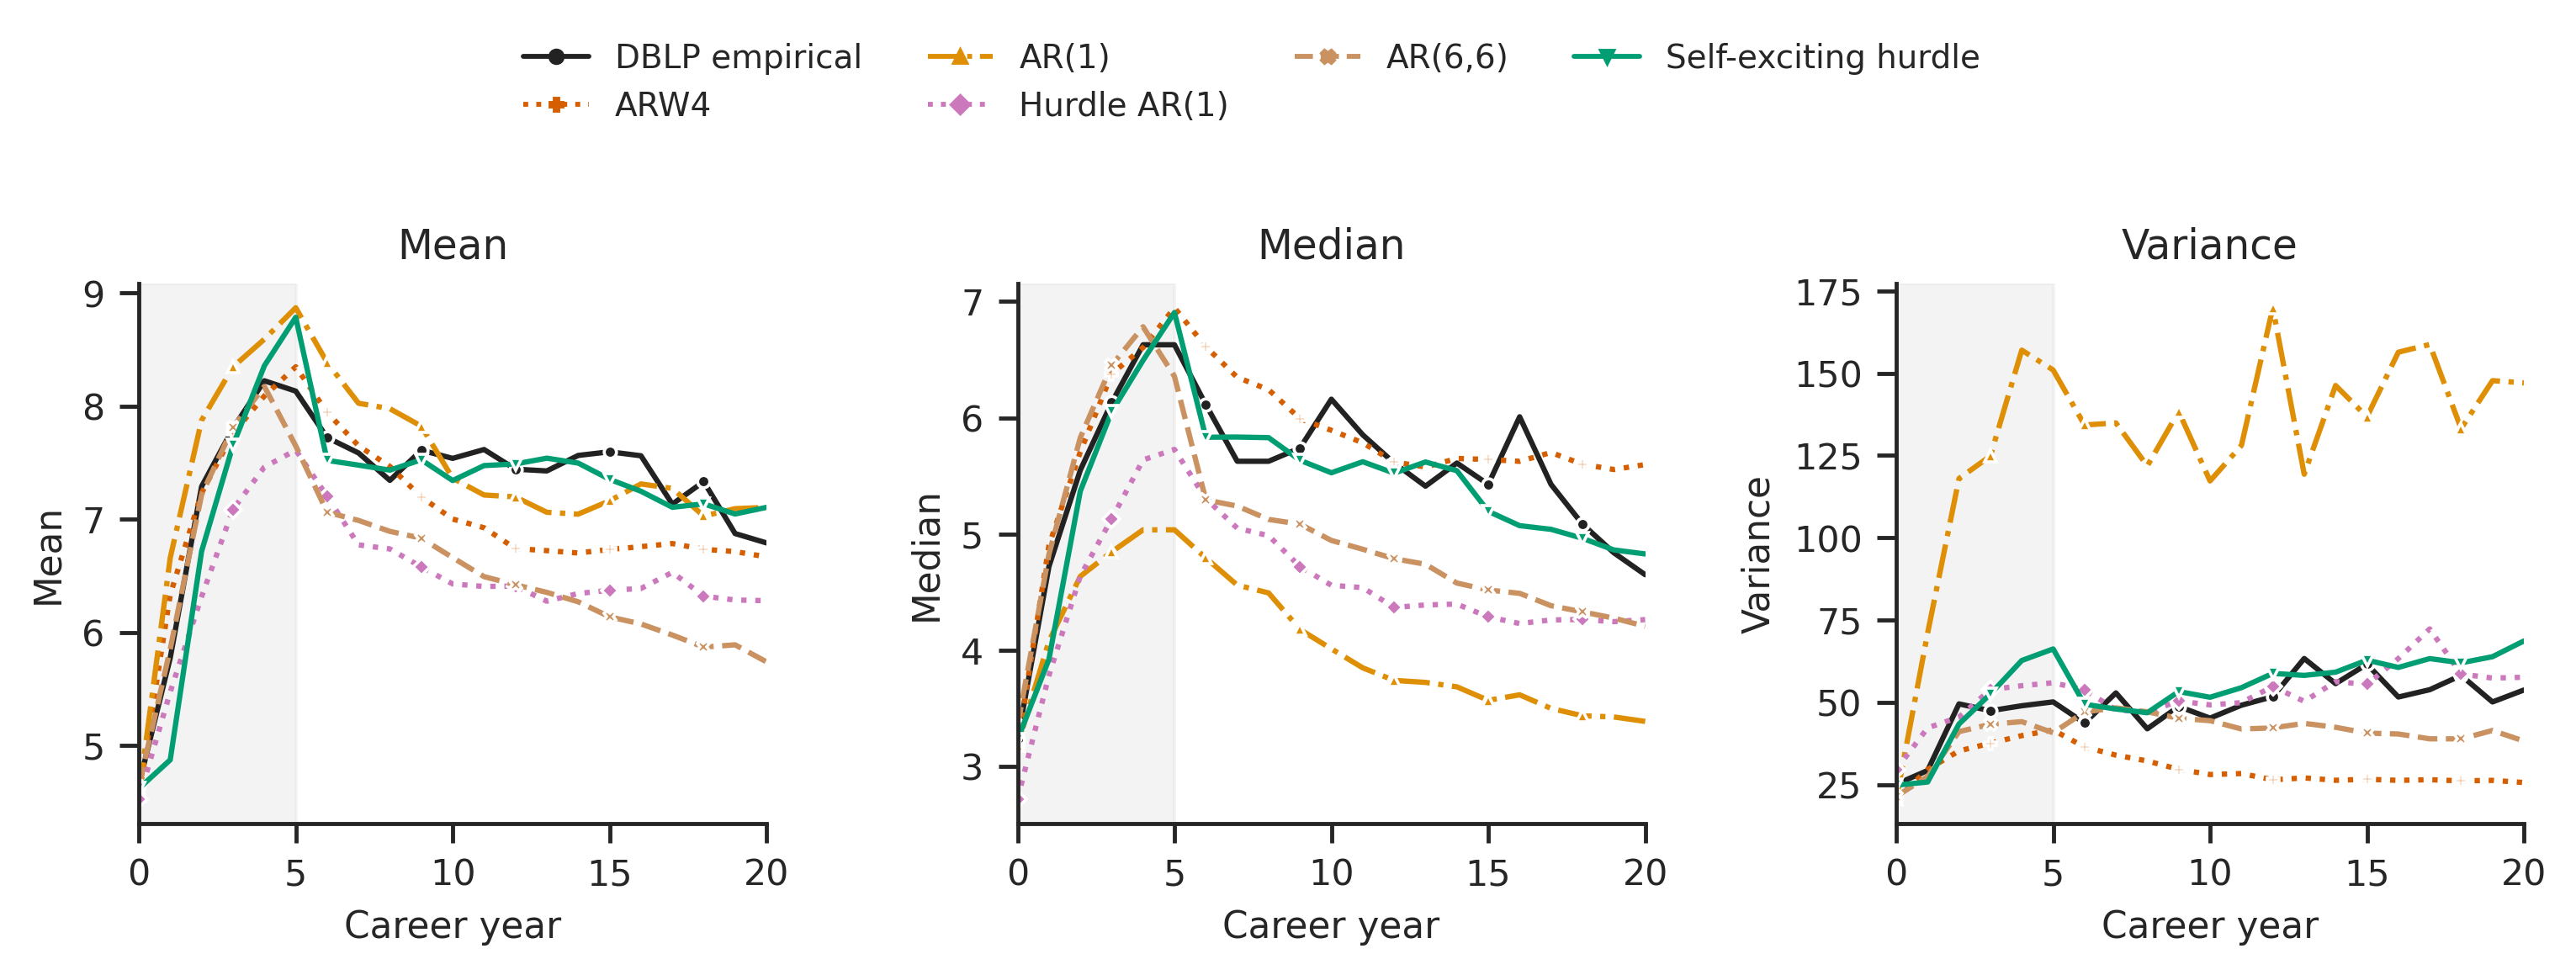 DBLP empirical AR(1) AR(6,6) Self-exciting hurdle
ARW4 Hurdle AR(1)
Mean
Mean
9
8
7
6
5
0 5 10 15 20
Career year
Median
Median
7
6
5
4
3
0 5 10 15 20
Career year
Variance
Variance
175
150
125
100
75
50
25
0 5 10 15 20
Career year